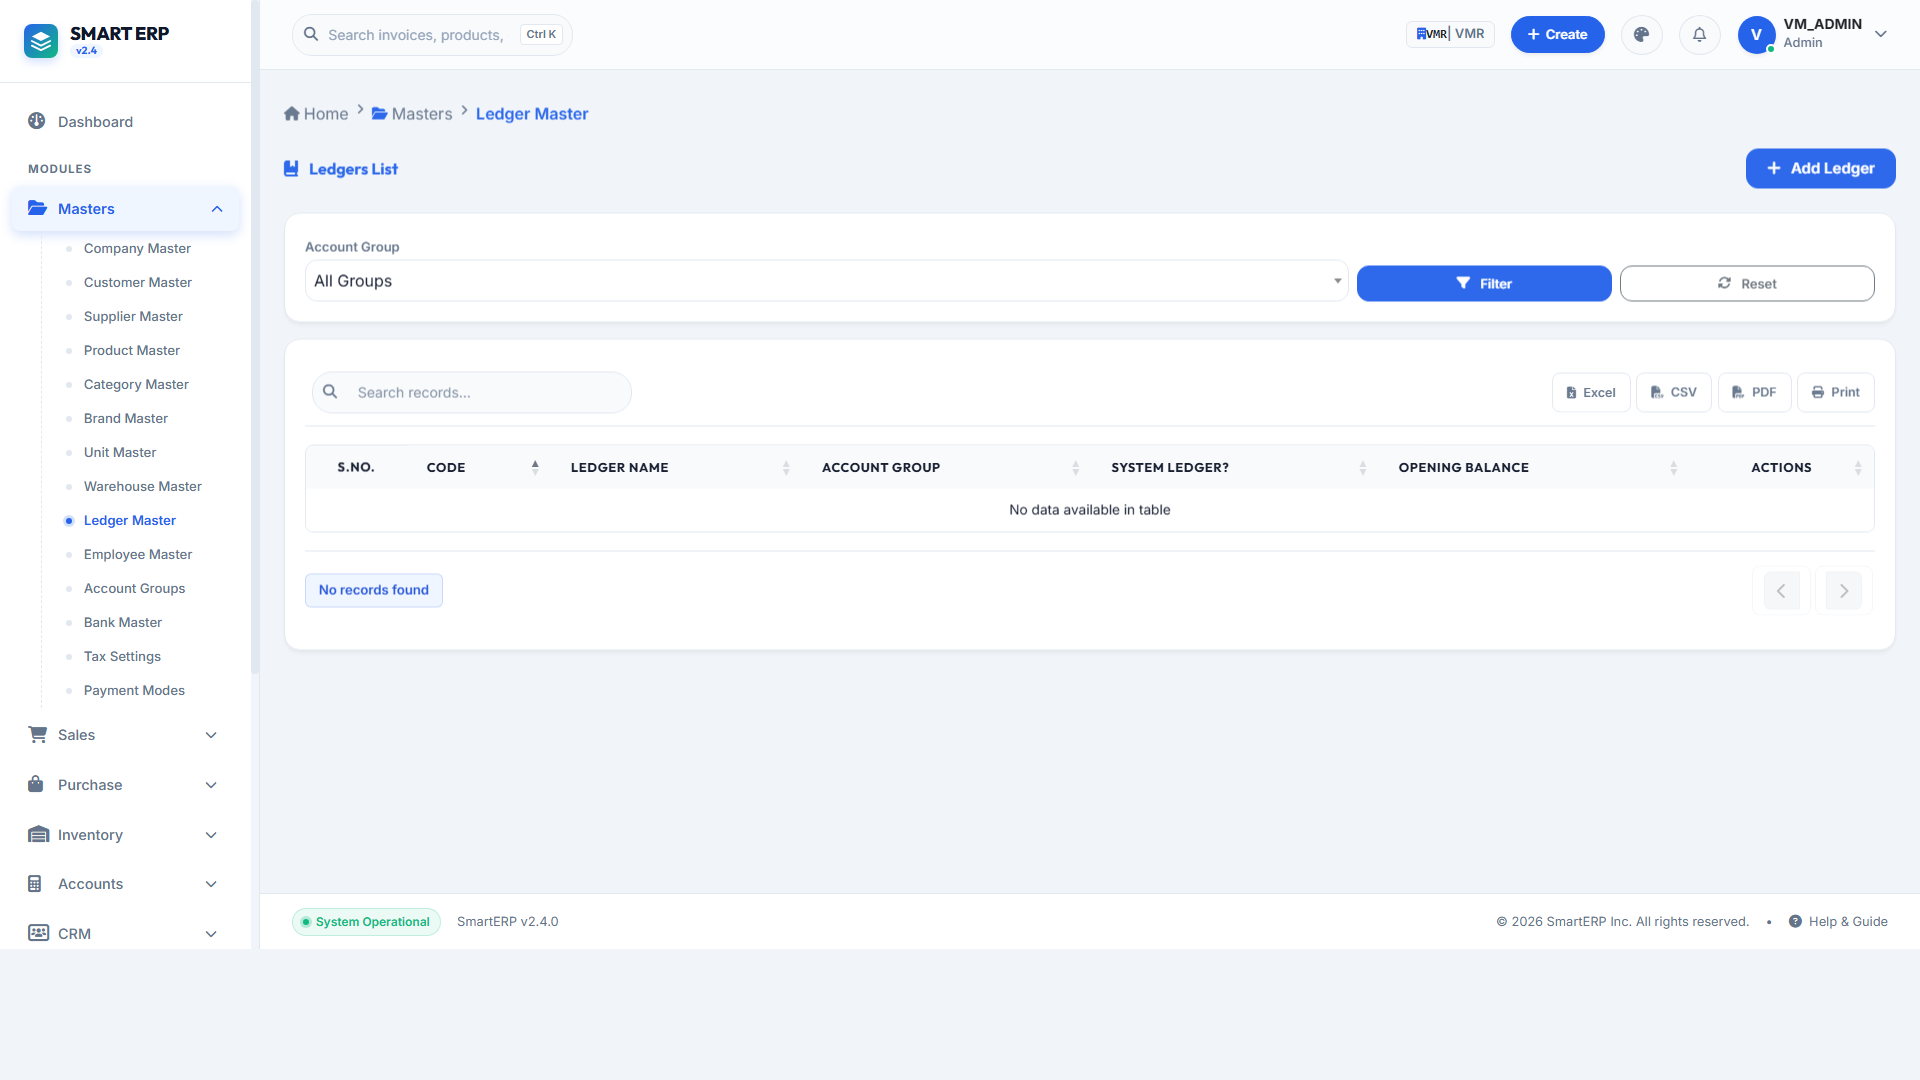 SMART ERP
v2.4
Search invoices, products,
Ctrl K
VMR| VMR
+ Create
V
VM_ADMIN
Admin
Dashboard
MODULES
Masters
Company Master
Customer Master
Supplier Master
Product Master
Category Master
Brand Master
Unit Master
Warehouse Master
Ledger Master
Employee Master
Account Groups
Bank Master
Tax Settings
Payment Modes
Sales
Purchase
Inventory
Accounts
CRM
Home > Masters > Ledger Master
Ledgers List
+ Add Ledger
Account Group
All Groups
Filter
Reset
Search records...
Excel
CSV
PDF
Print
S.NO. CODE LEDGER NAME ACCOUNT GROUP SYSTEM LEDGER? OPENING BALANCE ACTIONS
No data available in table
No records found
System Operational
SmartERP v2.4.0
© 2026 SmartERP Inc. All rights reserved. • Help & Guide